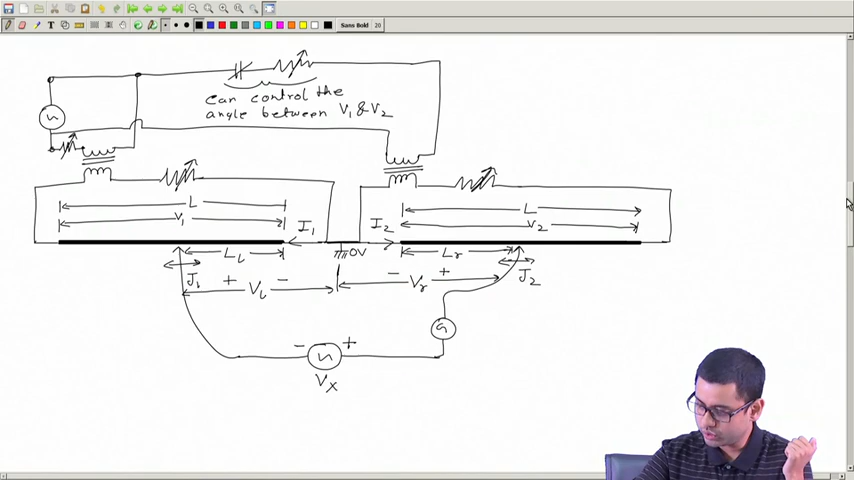 Sans Bold 20
Can control the
angle between V1 & V2
L
V1
I1
I2
L
V2
0V
Ll
Lr
J1
J2
+ Vl -
- Vr +
G
- +
Vx